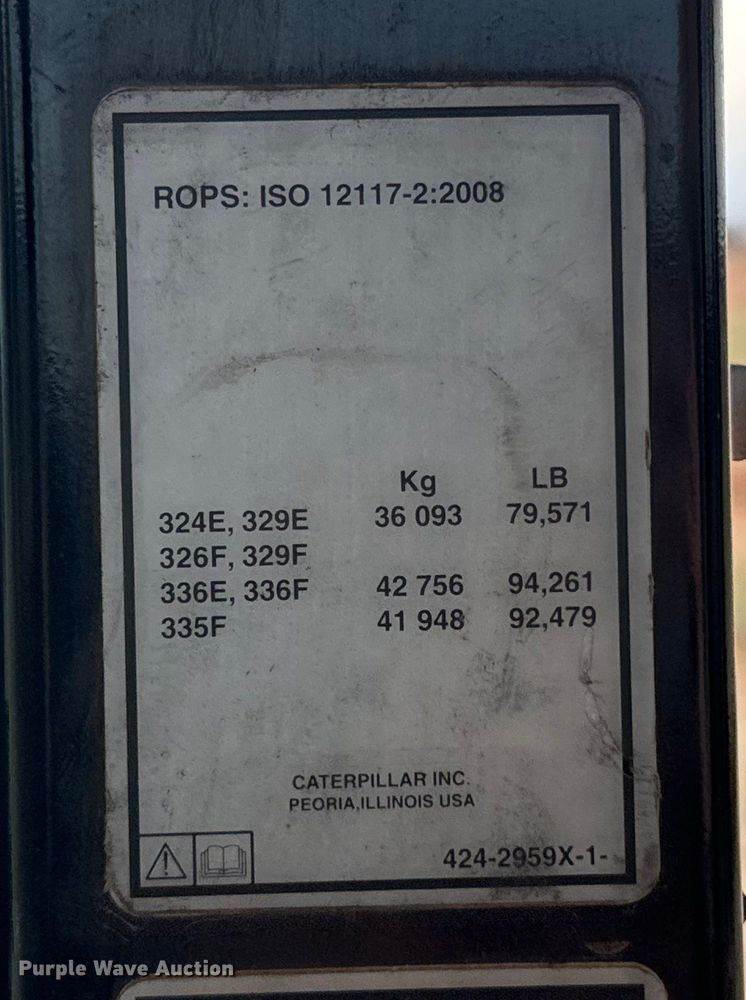 ROPS: ISO 12117-2:2008
Kg LB
324E, 329E 36 093 79,571
326F, 329F
336E, 336F 42 756 94,261
335F 41 948 92,479
CATERPILLAR INC.
PEORIA,ILLINOIS USA
424-2959X-1-
Purple Wave Auction